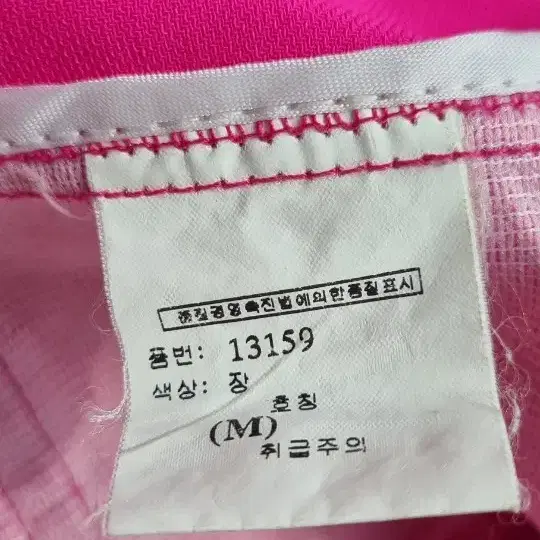 품질경영촉진법에의한품질표시
품번: 13159
색상: 장
호칭
(M)
취급주의